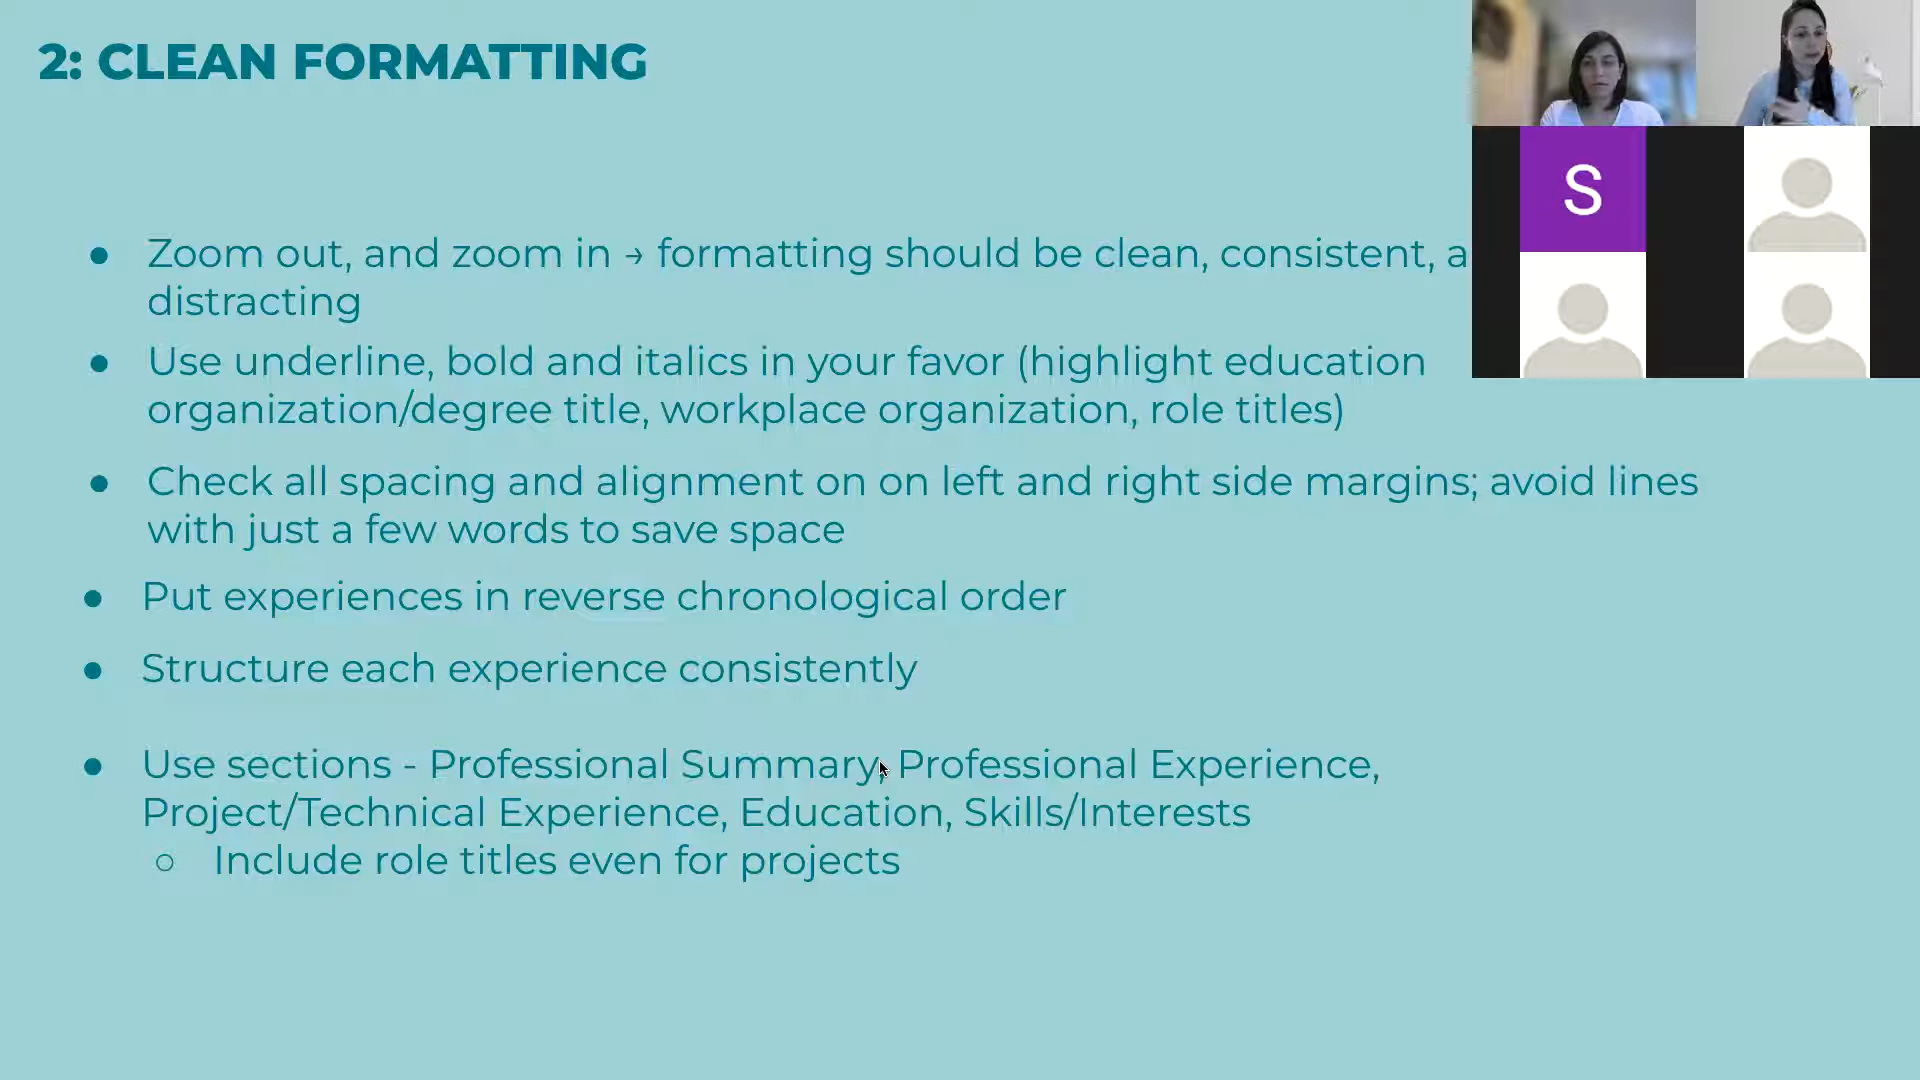 2: CLEAN FORMATTING
S
● Zoom out, and zoom in → formatting should be clean, consistent,
distracting
● Use underline, bold and italics in your favor (highlight education
organization/degree title, workplace organization, role titles)
● Check all spacing and alignment on on left and right side margins; avoid lines
with just a few words to save space
● Put experiences in reverse chronological order
● Structure each experience consistently
● Use sections - Professional Summary, Professional Experience,
Project/Technical Experience, Education, Skills/Interests
○ Include role titles even for projects